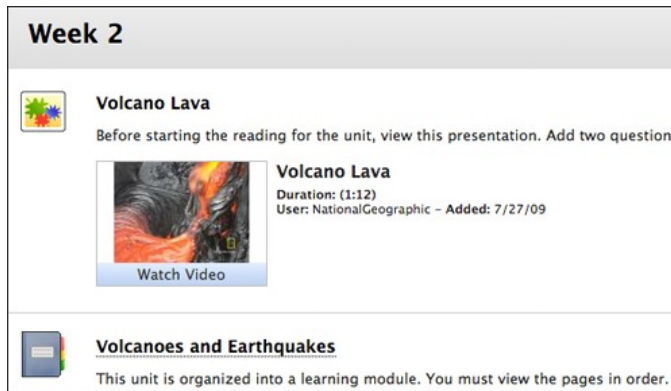 Week 2
Volcano Lava
Before starting the reading for the unit, view this presentation. Add two question
Volcano Lava
Duration: (1:12)
User: NationalGeographic – Added: 7/27/09
Watch Video
Volcanoes and Earthquakes
This unit is organized into a learning module. You must view the pages in order.